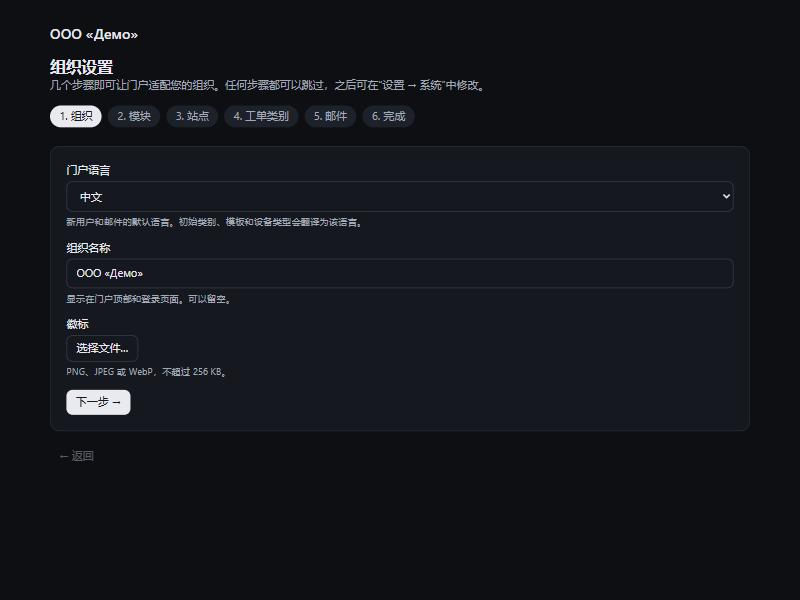 ООО «Демо»
组织设置
几个步骤即可让门户适配您的组织。任何步骤都可以跳过，之后可在“设置 → 系统”中修改。
1. 组织 2. 模块 3. 站点 4. 工单类别 5. 邮件 6. 完成
门户语言
中文
新用户和邮件的默认语言。初始类别、模板和设备类型会翻译为该语言。
组织名称
ООО «Демо»
显示在门户顶部和登录页面。可以留空。
徽标
选择文件...
PNG、JPEG 或 WebP，不超过 256 KB。
下一步 →
← 返回